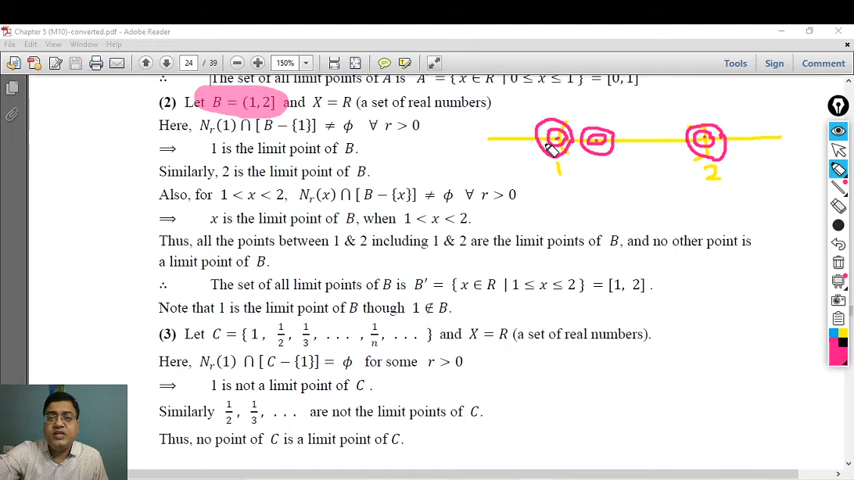 Chapter 5 (M10)-converted.pdf - Adobe Reader
File Edit View Window Help
24 / 39 150% Tools Sign Comment
∴ The set of all limit points of A is A' = { x ∈ R | 0 ≤ x ≤ 1 } = [0, 1]
(2) Let B = (1, 2] and X = R (a set of real numbers)
Here, Nᵣ(1) ⋂ [ B − {1}] ≠ ϕ ∀ r > 0
⟹ 1 is the limit point of B.
Similarly, 2 is the limit point of B.
Also, for 1 < x < 2, Nᵣ(x) ⋂ [ B − {x}] ≠ ϕ ∀ r > 0
⟹ x is the limit point of B, when 1 < x < 2.
Thus, all the points between 1 & 2 including 1 & 2 are the limit points of B, and no other point is
a limit point of B.
∴ The set of all limit points of B is B' = { x ∈ R | 1 ≤ x ≤ 2 } = [1, 2] .
Note that 1 is the limit point of B though 1 ∉ B.
(3) Let C = { 1, 1/2, 1/3, . . . , 1/n, . . . } and X = R (a set of real numbers).
Here, Nᵣ(1) ⋂ [ C − {1}] = ϕ for some r > 0
⟹ 1 is not a limit point of C .
Similarly 1/2, 1/3, . . . are not the limit points of C.
Thus, no point of C is a limit point of C.
1
2